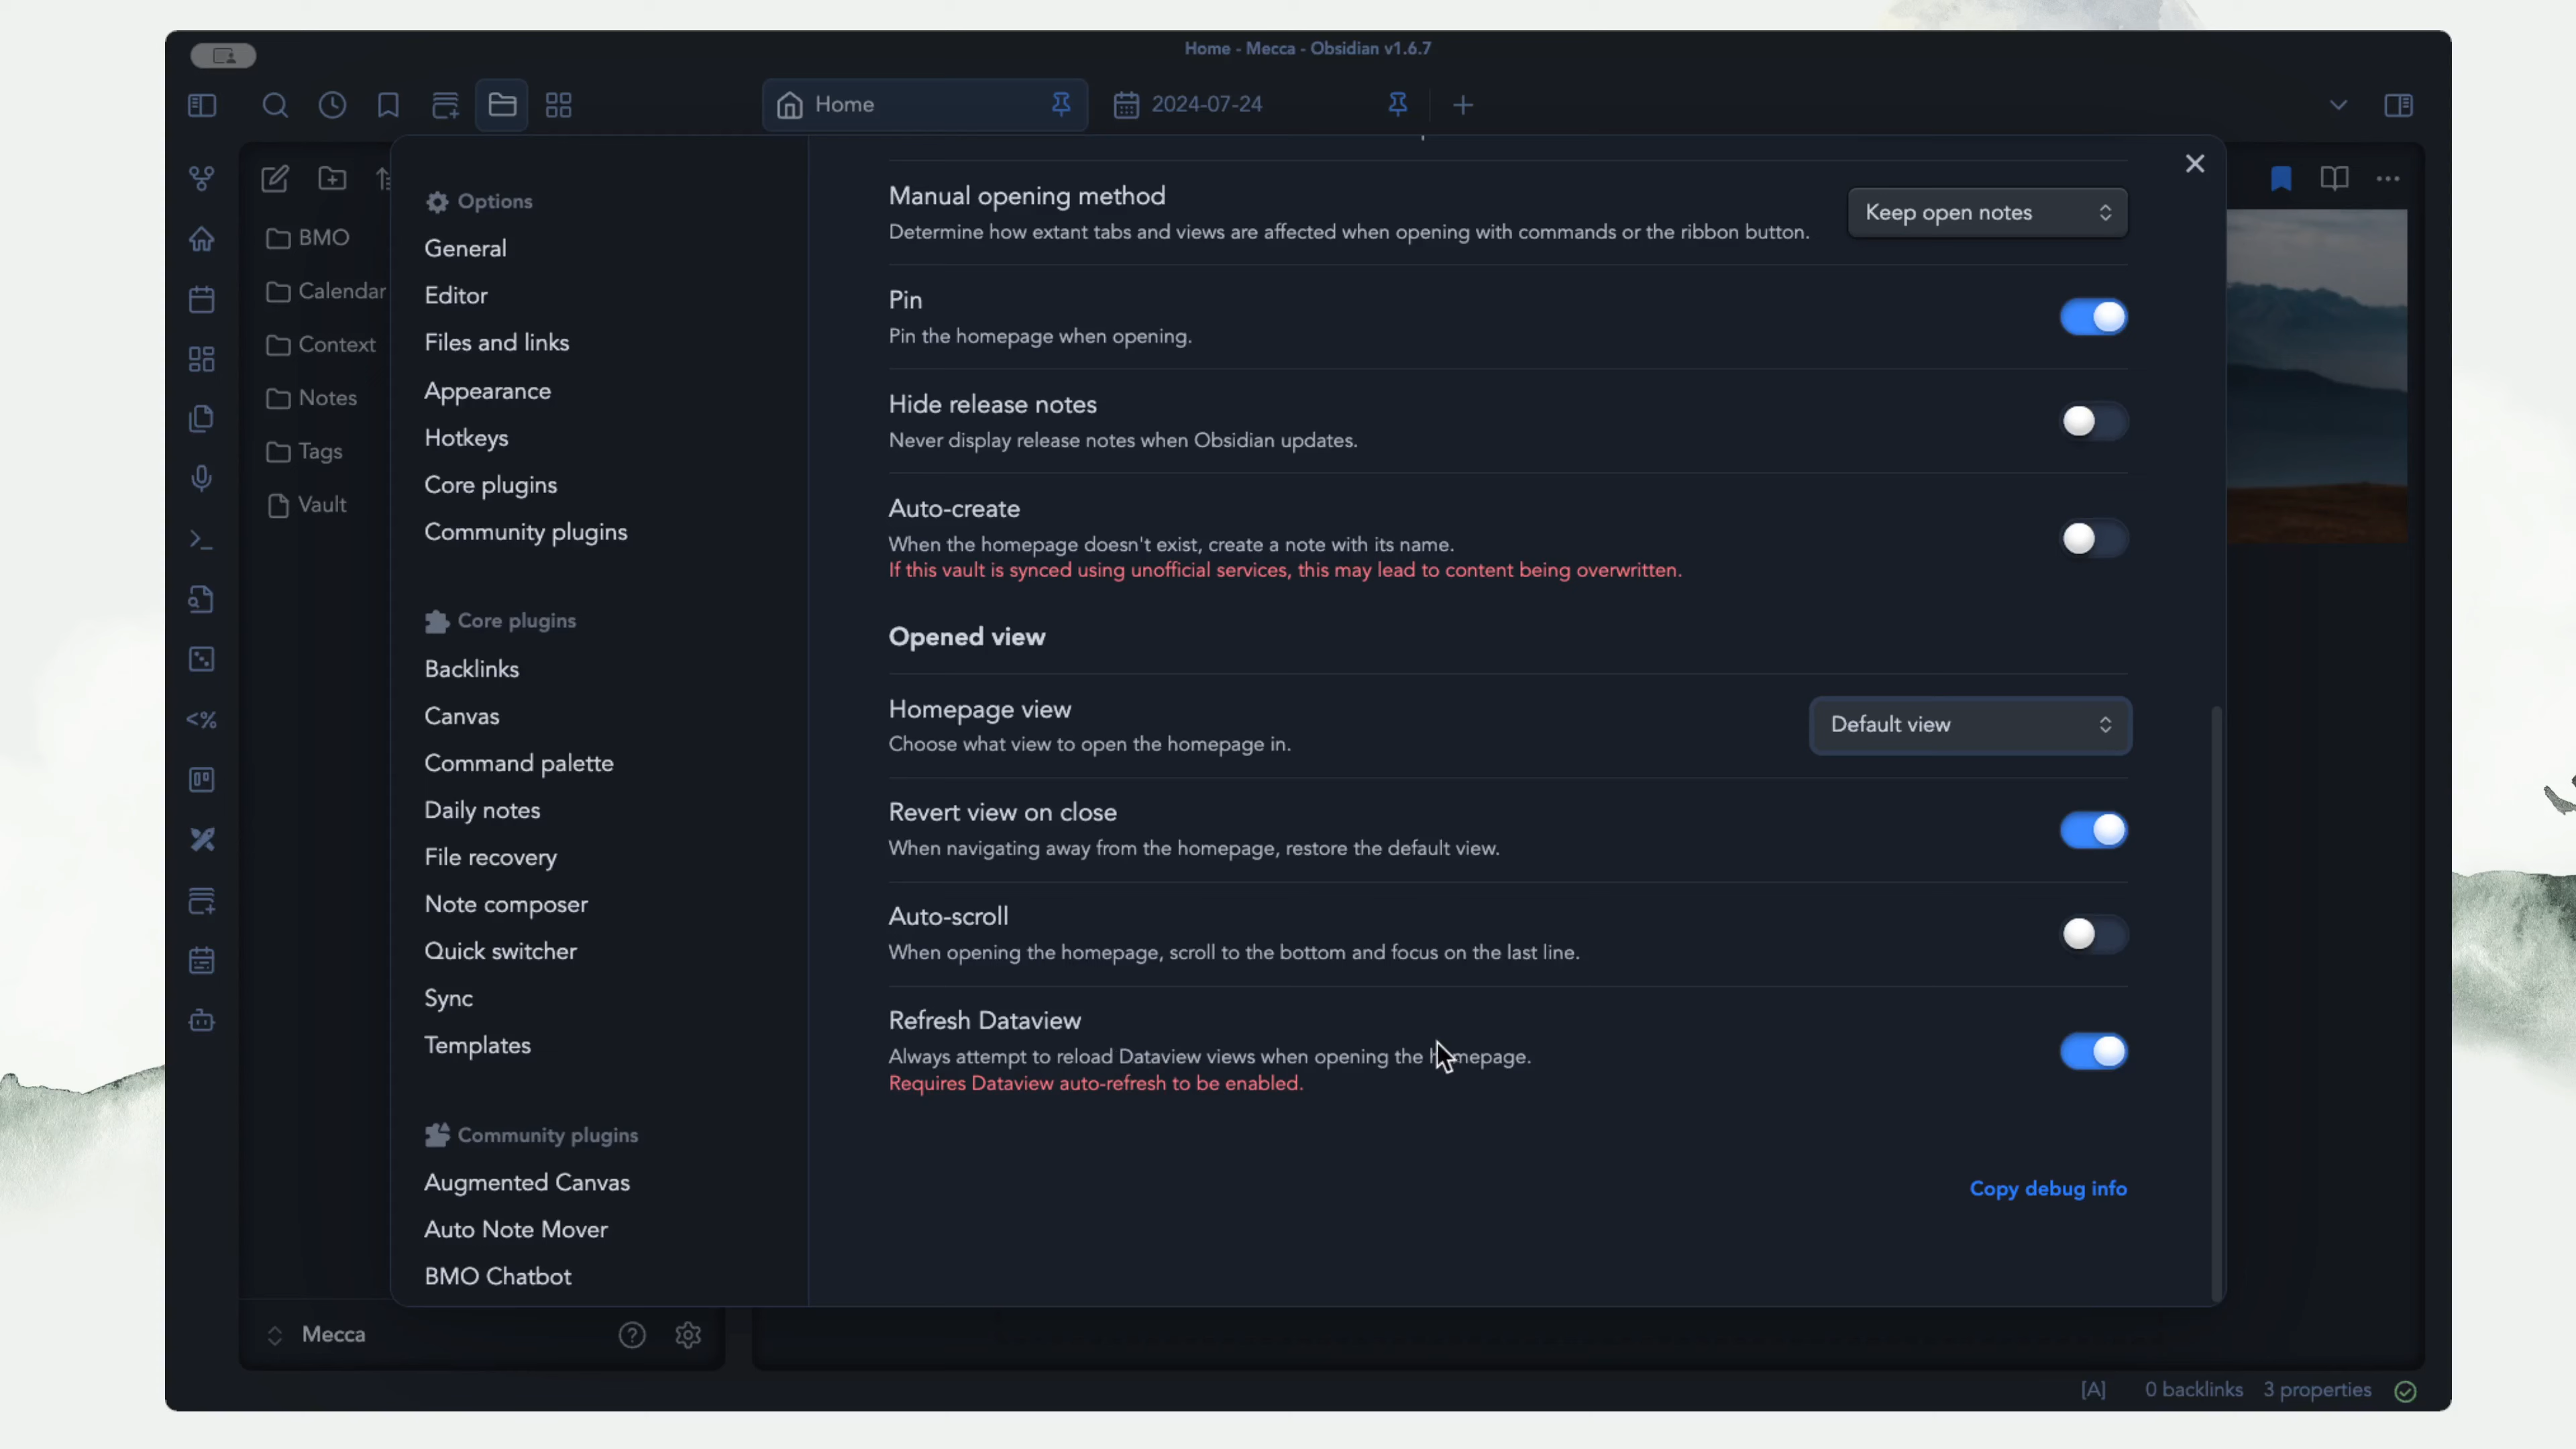 Home - Mecca - Obsidian v1.6.7
Home
2024-07-24
BMO
Calendar
Context
Notes
Tags
Vault
Mecca
Options
General
Editor
Files and links
Appearance
Hotkeys
Core plugins
Community plugins
Core plugins
Backlinks
Canvas
Command palette
Daily notes
File recovery
Note composer
Quick switcher
Sync
Templates
Community plugins
Augmented Canvas
Auto Note Mover
BMO Chatbot
Manual opening method
Determine how extant tabs and views are affected when opening with commands or the ribbon button.
Keep open notes
Pin
Pin the homepage when opening.
Hide release notes
Never display release notes when Obsidian updates.
Auto-create
When the homepage doesn't exist, create a note with its name.
If this vault is synced using unofficial services, this may lead to content being overwritten.
Opened view
Homepage view
Choose what view to open the homepage in.
Default view
Revert view on close
When navigating away from the homepage, restore the default view.
Auto-scroll
When opening the homepage, scroll to the bottom and focus on the last line.
Refresh Dataview
Always attempt to reload Dataview views when opening the homepage.
Requires Dataview auto-refresh to be enabled.
Copy debug info
[A] 0 backlinks 3 properties